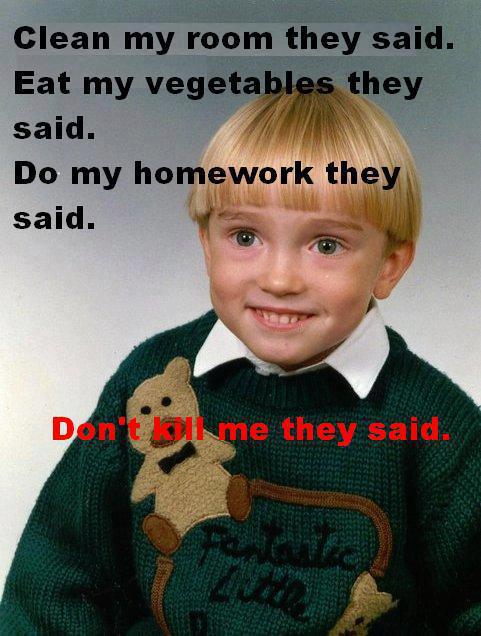 Clean my room they said.
Eat my vegetables they
said.
Do my homework they
said.
Don't kill me they said.
Fantastic
Little